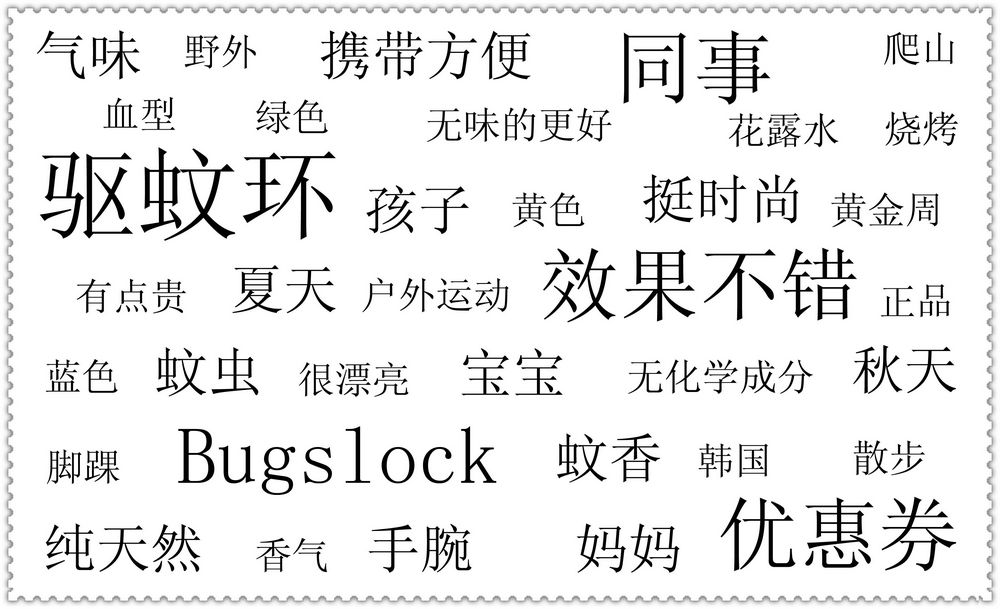 气味 野外 携带方便 同事 爬山
血型 绿色 无味的更好 花露水 烧烤
驱蚊环 孩子 黄色 挺时尚 黄金周
有点贵 夏天 户外运动 效果不错 正品
蓝色 蚊虫 很漂亮 宝宝 无化学成分 秋天
脚踝 Bugslock 蚊香 韩国 散步
纯天然 香气 手腕 妈妈 优惠券